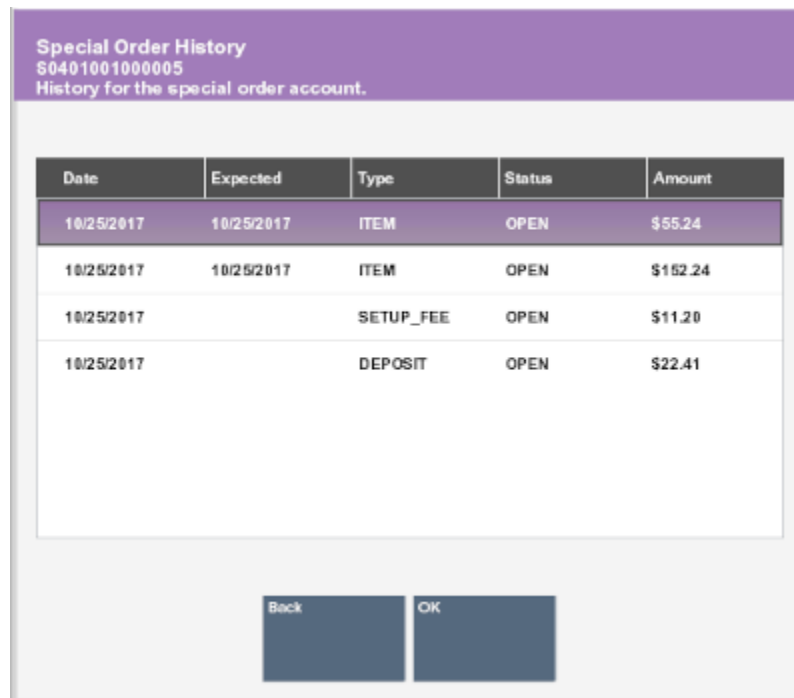 Special Order History
S0401001000005
History for the special order account.
Date Expected Type Status Amount
10/25/2017 10/25/2017 ITEM OPEN $55.24
10/25/2017 10/25/2017 ITEM OPEN $152.24
10/25/2017 SETUP_FEE OPEN $11.20
10/25/2017 DEPOSIT OPEN $22.41
Back OK